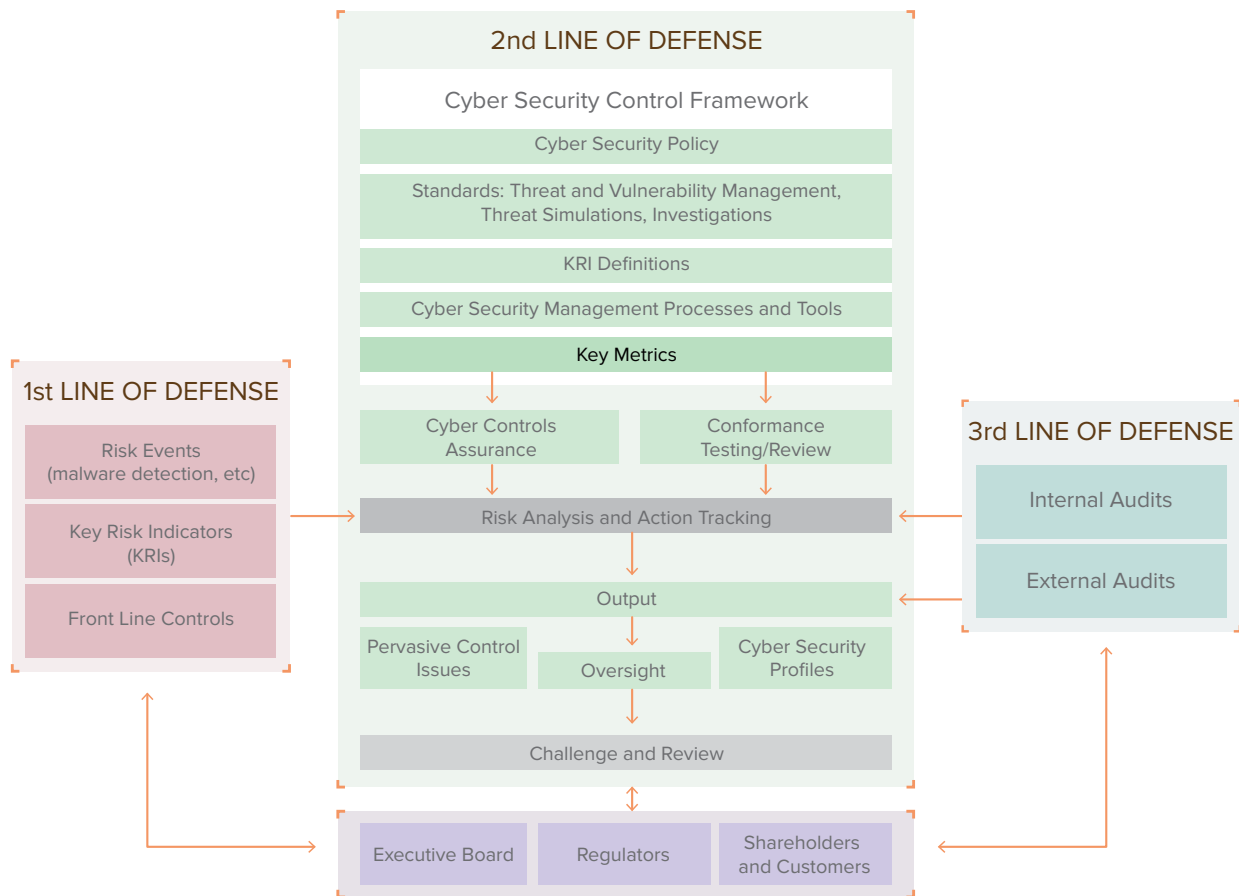 2nd LINE OF DEFENSE
Cyber Security Control Framework
Cyber Security Policy
Standards: Threat and Vulnerability Management,
Threat Simulations, Investigations
KRI Definitions
Cyber Security Management Processes and Tools
Key Metrics
Cyber Controls
Assurance
Conformance
Testing/Review
Risk Analysis and Action Tracking
Output
Pervasive Control
Issues
Oversight
Cyber Security
Profiles
Challenge and Review
1st LINE OF DEFENSE
Risk Events
(malware detection, etc)
Key Risk Indicators
(KRIs)
Front Line Controls
3rd LINE OF DEFENSE
Internal Audits
External Audits
Executive Board
Regulators
Shareholders
and Customers